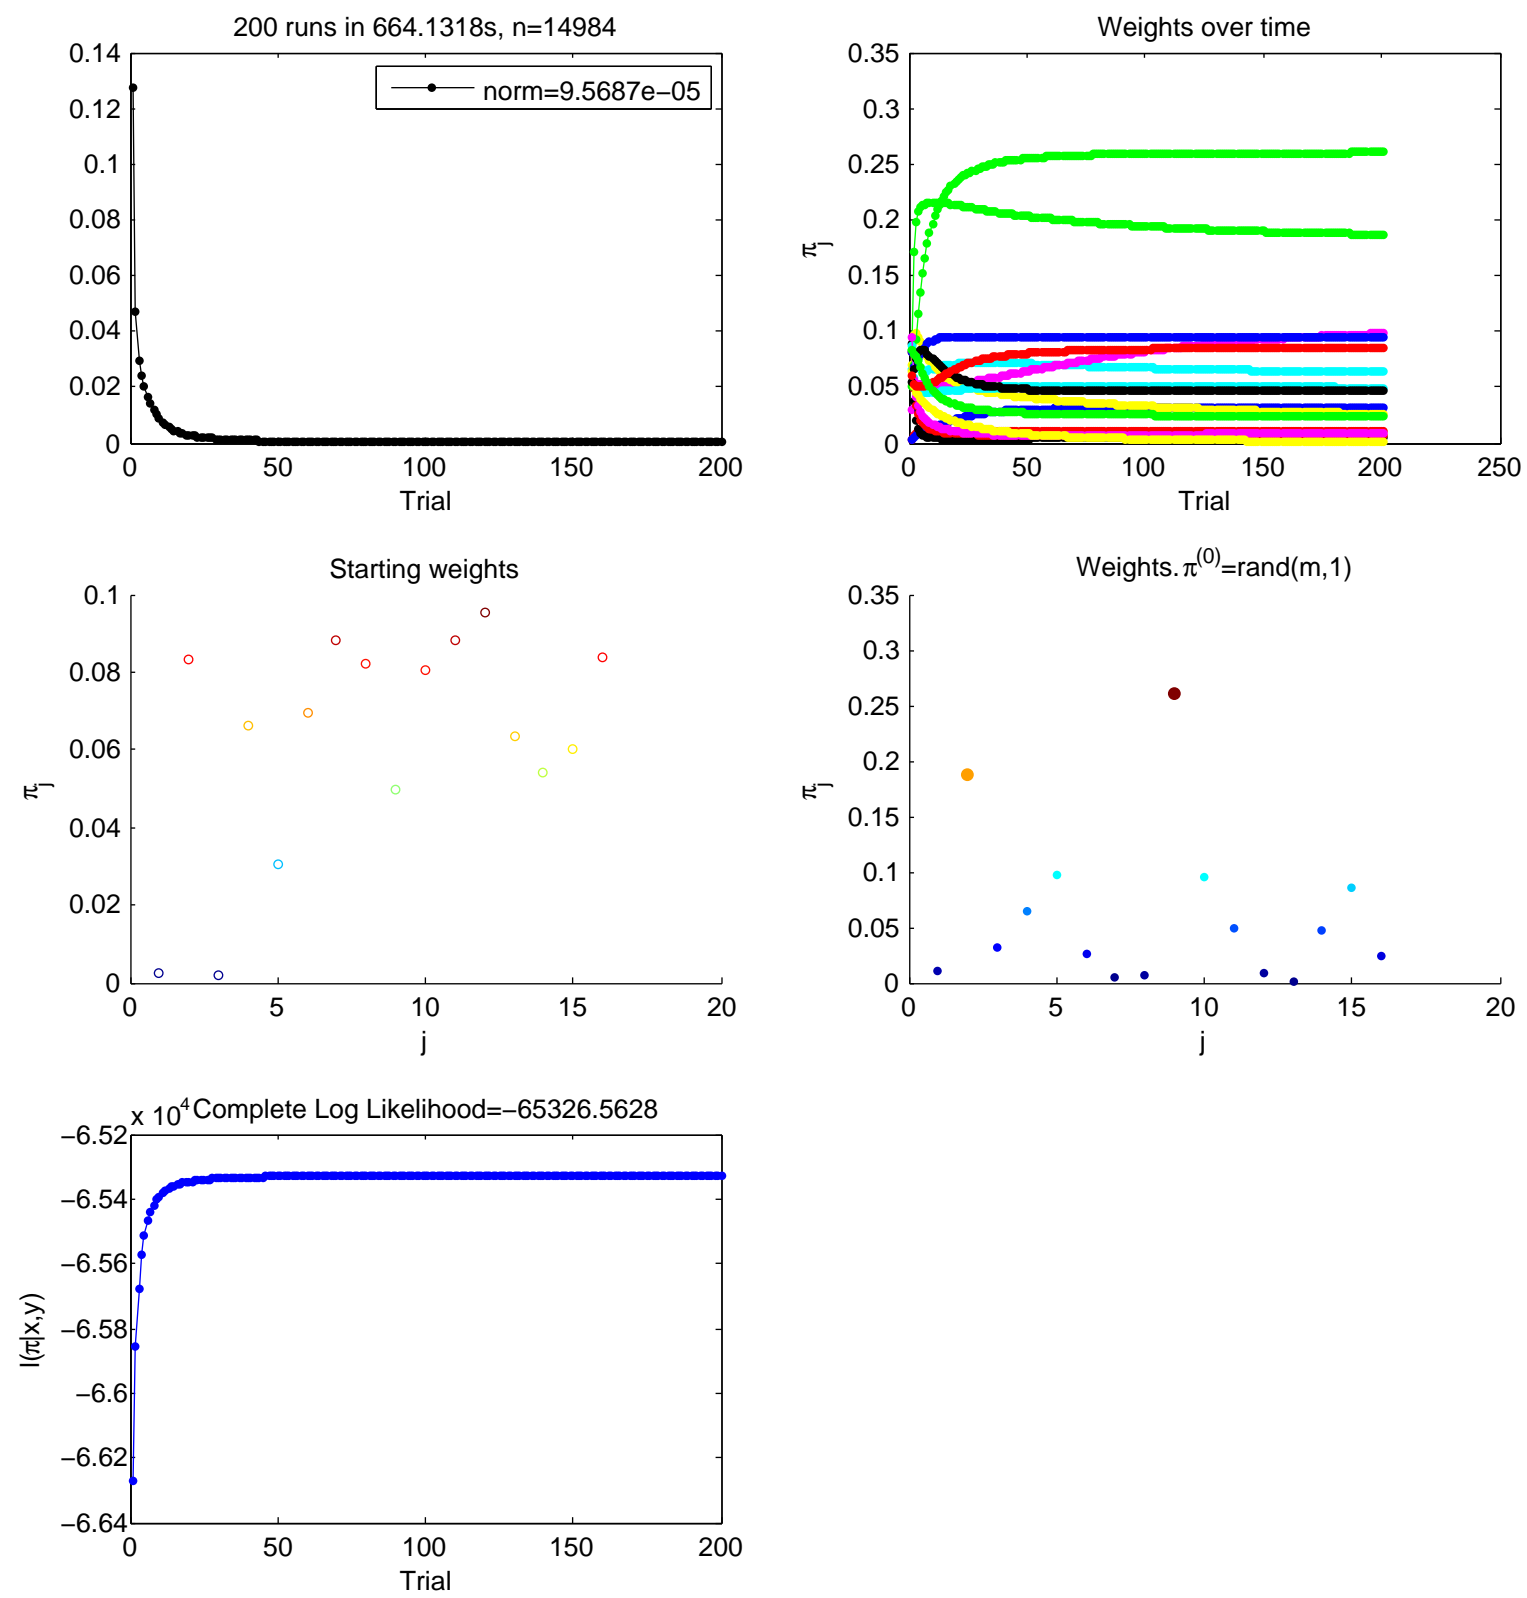 200 runs in 664.1318s, n=14984
0.14
0.12
0.1
0.08
0.06
0.04
0.02
0
norm=9.5687e−05
0 50 100 150 200
Trial
Weights over time
0.35
0.3
0.25
0.2
0.15
0.1
0.05
0
πj
0 50 100 150 200 250
Trial
Starting weights
0.1
0.08
0.06
0.04
0.02
0
πj
0 5 10 15 20
j
Weights. π(0)=rand(m,1)
0.35
0.3
0.25
0.2
0.15
0.1
0.05
0
πj
0 5 10 15 20
j
x 104 Complete Log Likelihood=−65326.5628
−6.52
−6.54
−6.56
−6.58
−6.6
−6.62
−6.64
l(π|x,y)
0 50 100 150 200
Trial